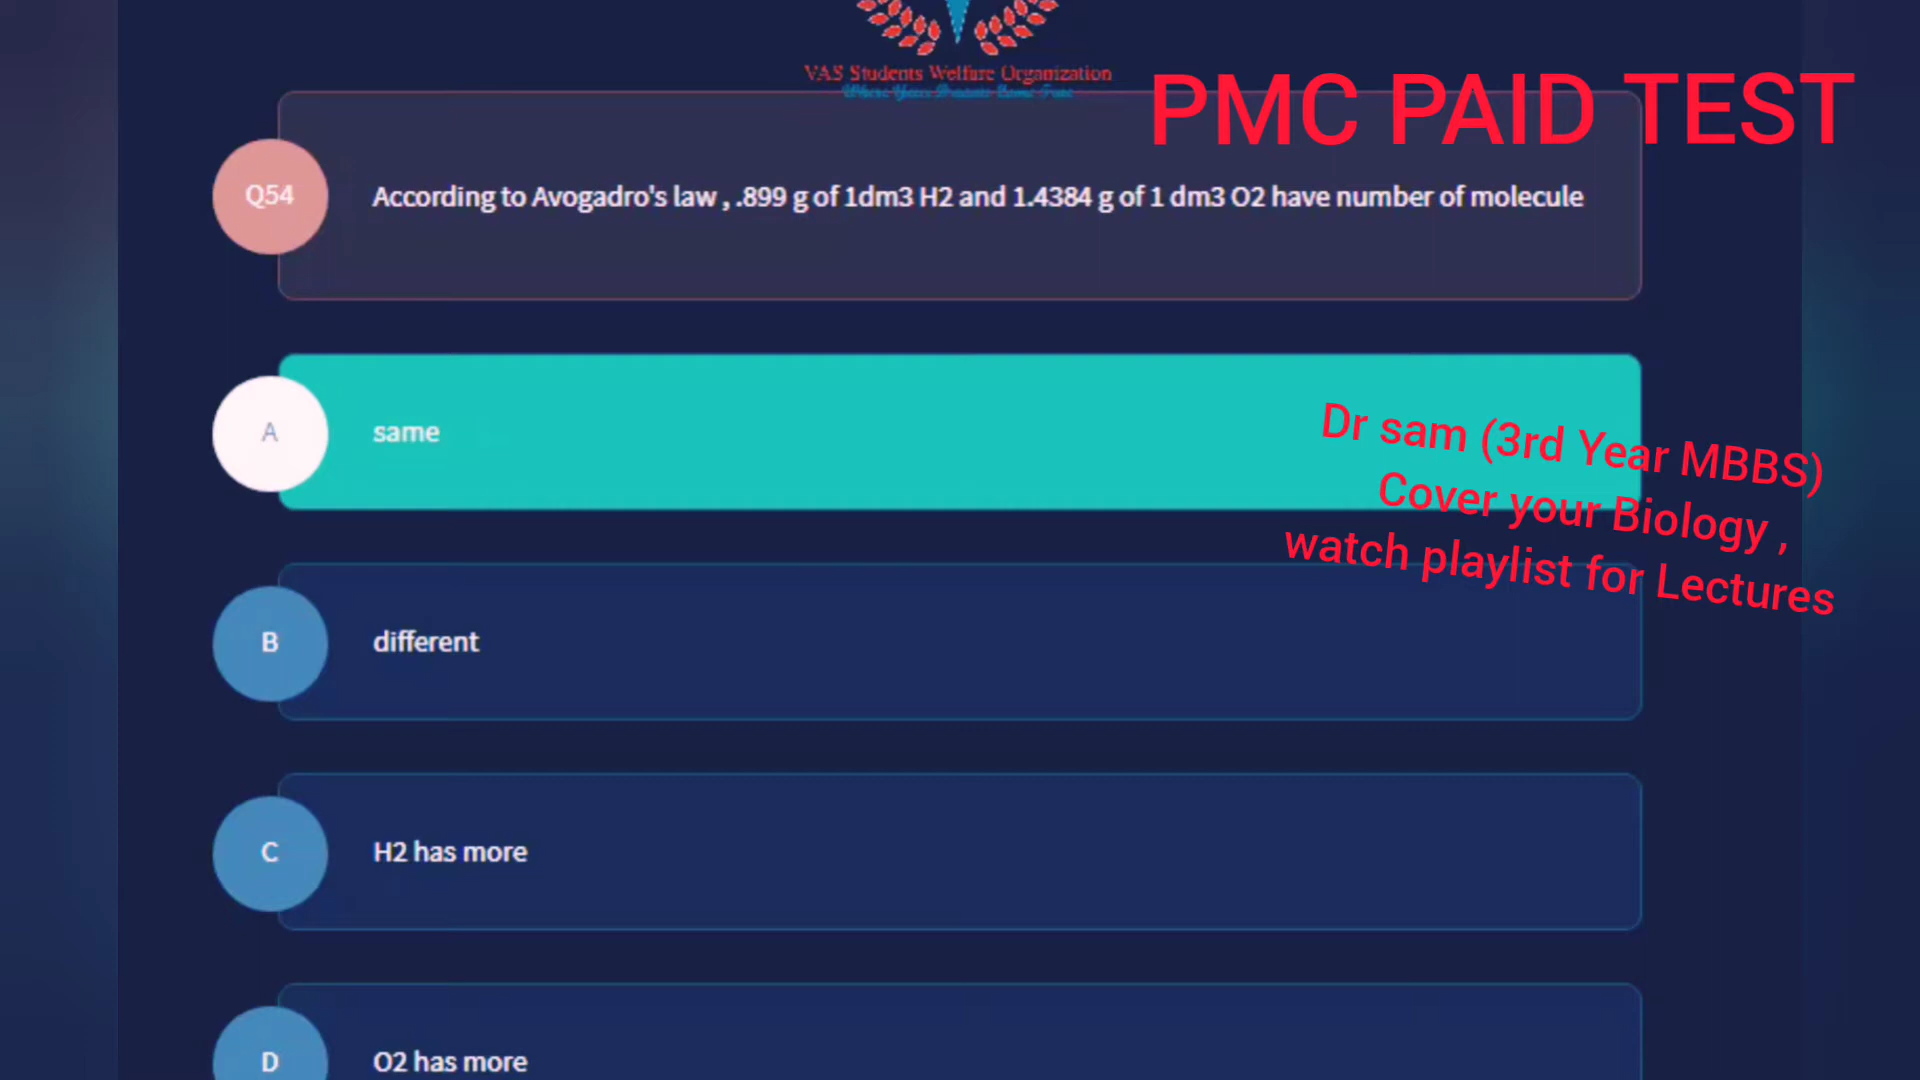 VAS Students Welfare Organization
PMC PAID TEST
Q54
According to Avogadro's law , .899 g of 1dm3 H2 and 1.4384 g of 1 dm3 O2 have number of molecule
A
same
Dr sam (3rd Year MBBS)
Cover your Biology ,
watch playlist for Lectures
B
different
C
H2 has more
D
O2 has more